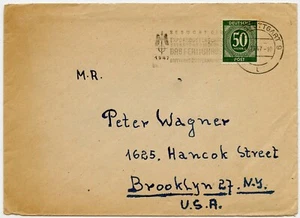 DEUTSCHE
50
POST
1947
M.R.
Peter Wagner
1685, Hancok Street
Brooklyn 27. N.Y.
U.S.A.